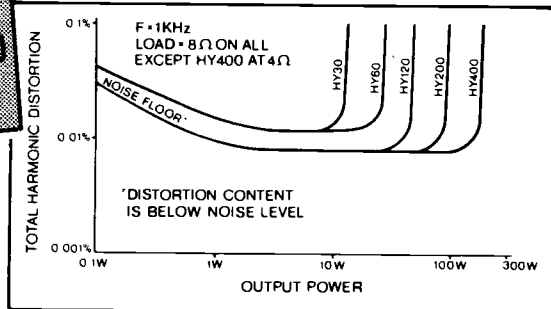 0.1%
F=1KHz
LOAD=8Ω ON ALL
EXCEPT HY400 AT 4Ω
HY30
HY60
HY120
HY200
HY400
NOISE FLOOR*
0.01%
*DISTORTION CONTENT
IS BELOW NOISE LEVEL
TOTAL HARMONIC DISTORTION
0.001%
0.1W
1W
10W
100W
300W
OUTPUT POWER